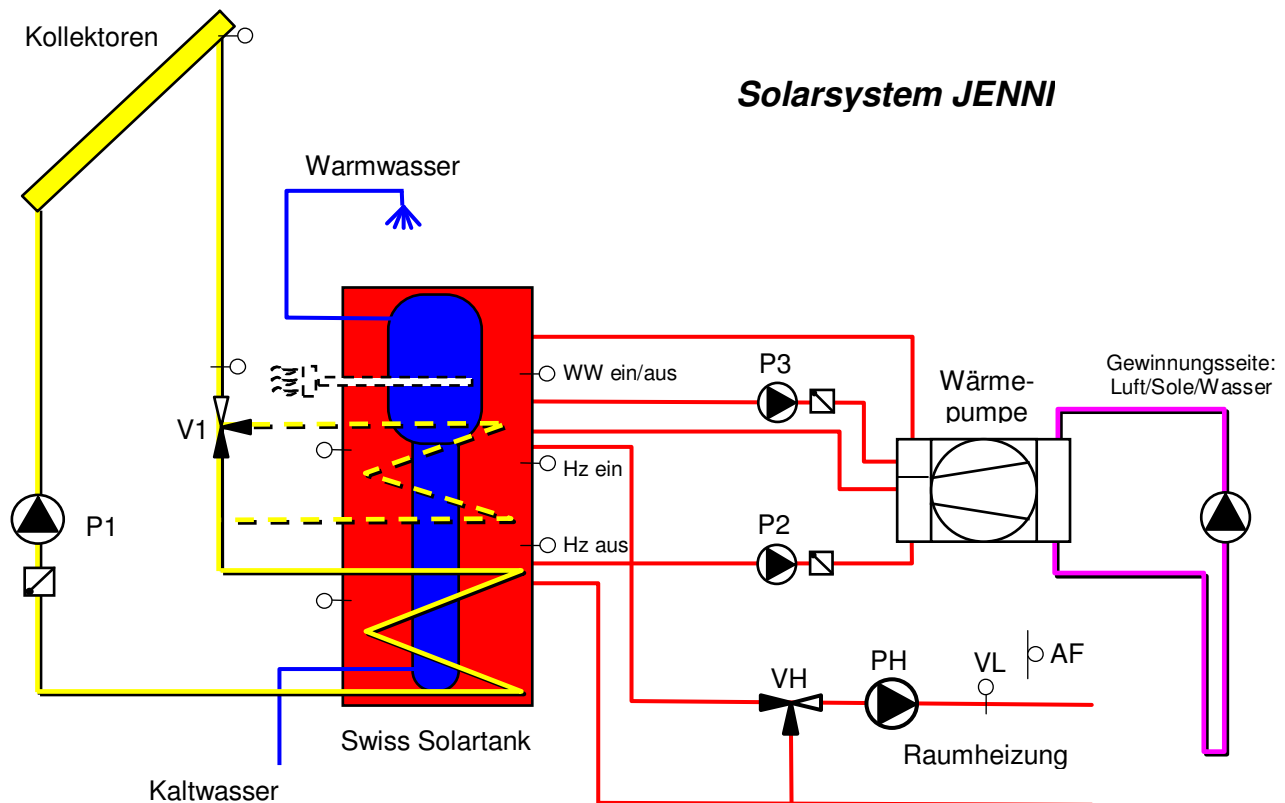 Kollektoren
Solarsystem JENNI
Warmwasser
WW ein/aus
P3
Wärme-
pumpe
Gewinnungsseite:
Luft/Sole/Wasser
V1
Hz ein
P1
Hz aus
P2
AF
VH
PH
VL
Swiss Solartank
Raumheizung
Kaltwasser